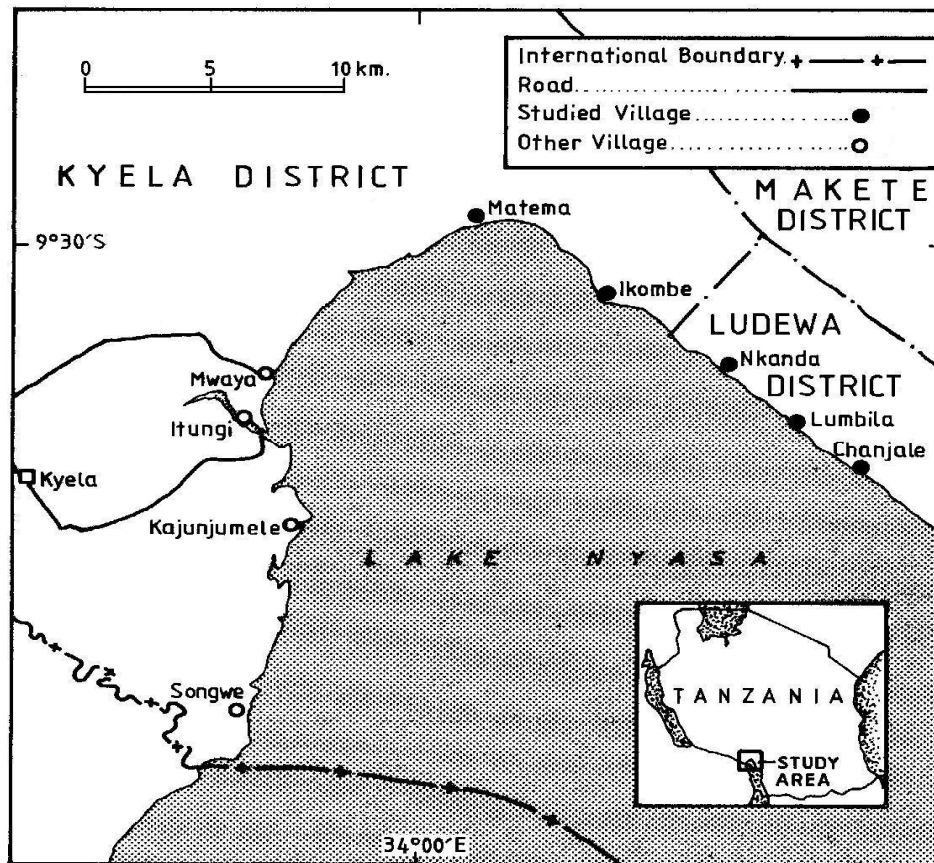 0 5 10 km.
International Boundary
Road
Studied Village
Other Village
KYELA DISTRICT
MAKETE
DISTRICT
Matema
9°30′S
Ikombe
LUDEWA
DISTRICT
Nkanda
Mwaya
Itungi
Lumbila
Chanjale
Kyela
Kajunjumele
LAKE NYASA
Songwe
TANZANIA
STUDY
AREA
34°00′E